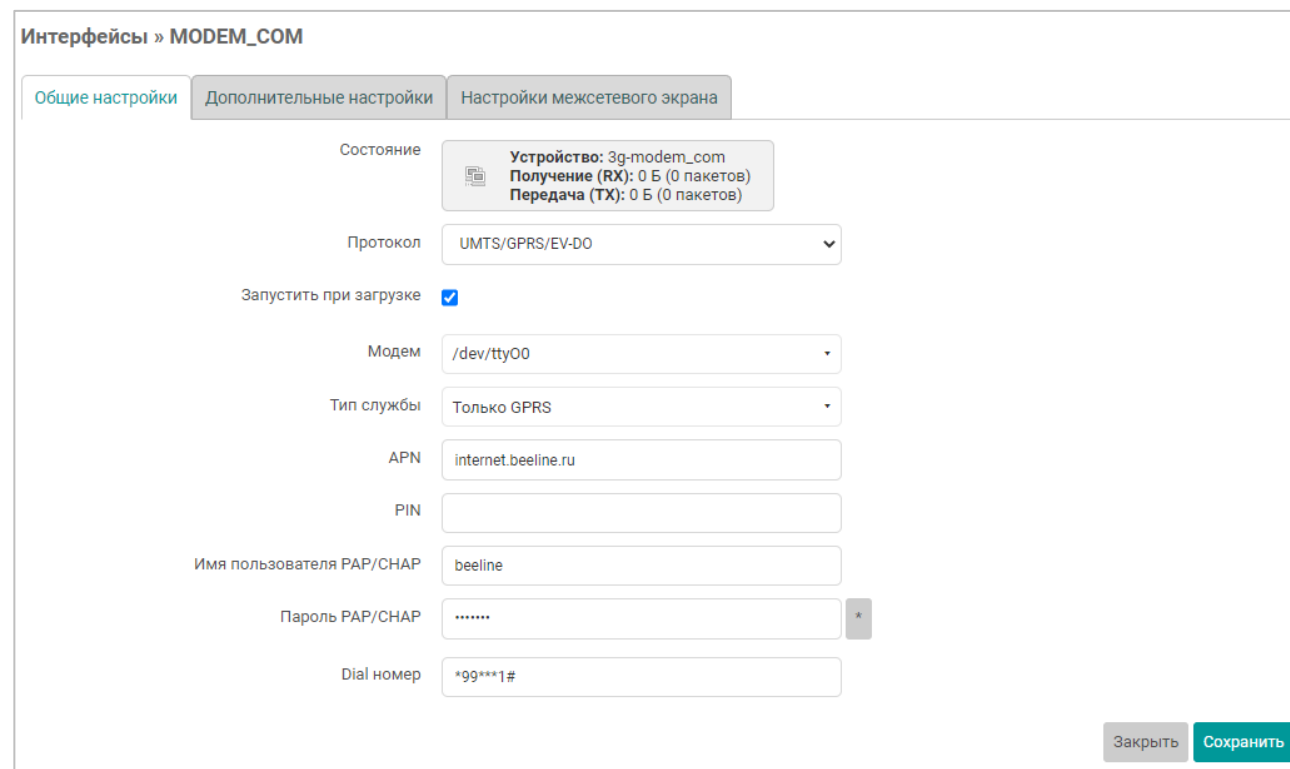 Интерфейсы » MODEM_COM
Общие настройки Дополнительные настройки Настройки межсетевого экрана
Состояние
Устройство: 3g-modem_com
Получение (RX): 0 Б (0 пакетов)
Передача (TX): 0 Б (0 пакетов)
Протокол UMTS/GPRS/EV-DO
Запустить при загрузке
Модем /dev/ttyO0
Тип службы Только GPRS
APN internet.beeline.ru
PIN
Имя пользователя PAP/CHAP beeline
Пароль PAP/CHAP ••••••• *
Dial номер *99***1#
Закрыть Сохранить